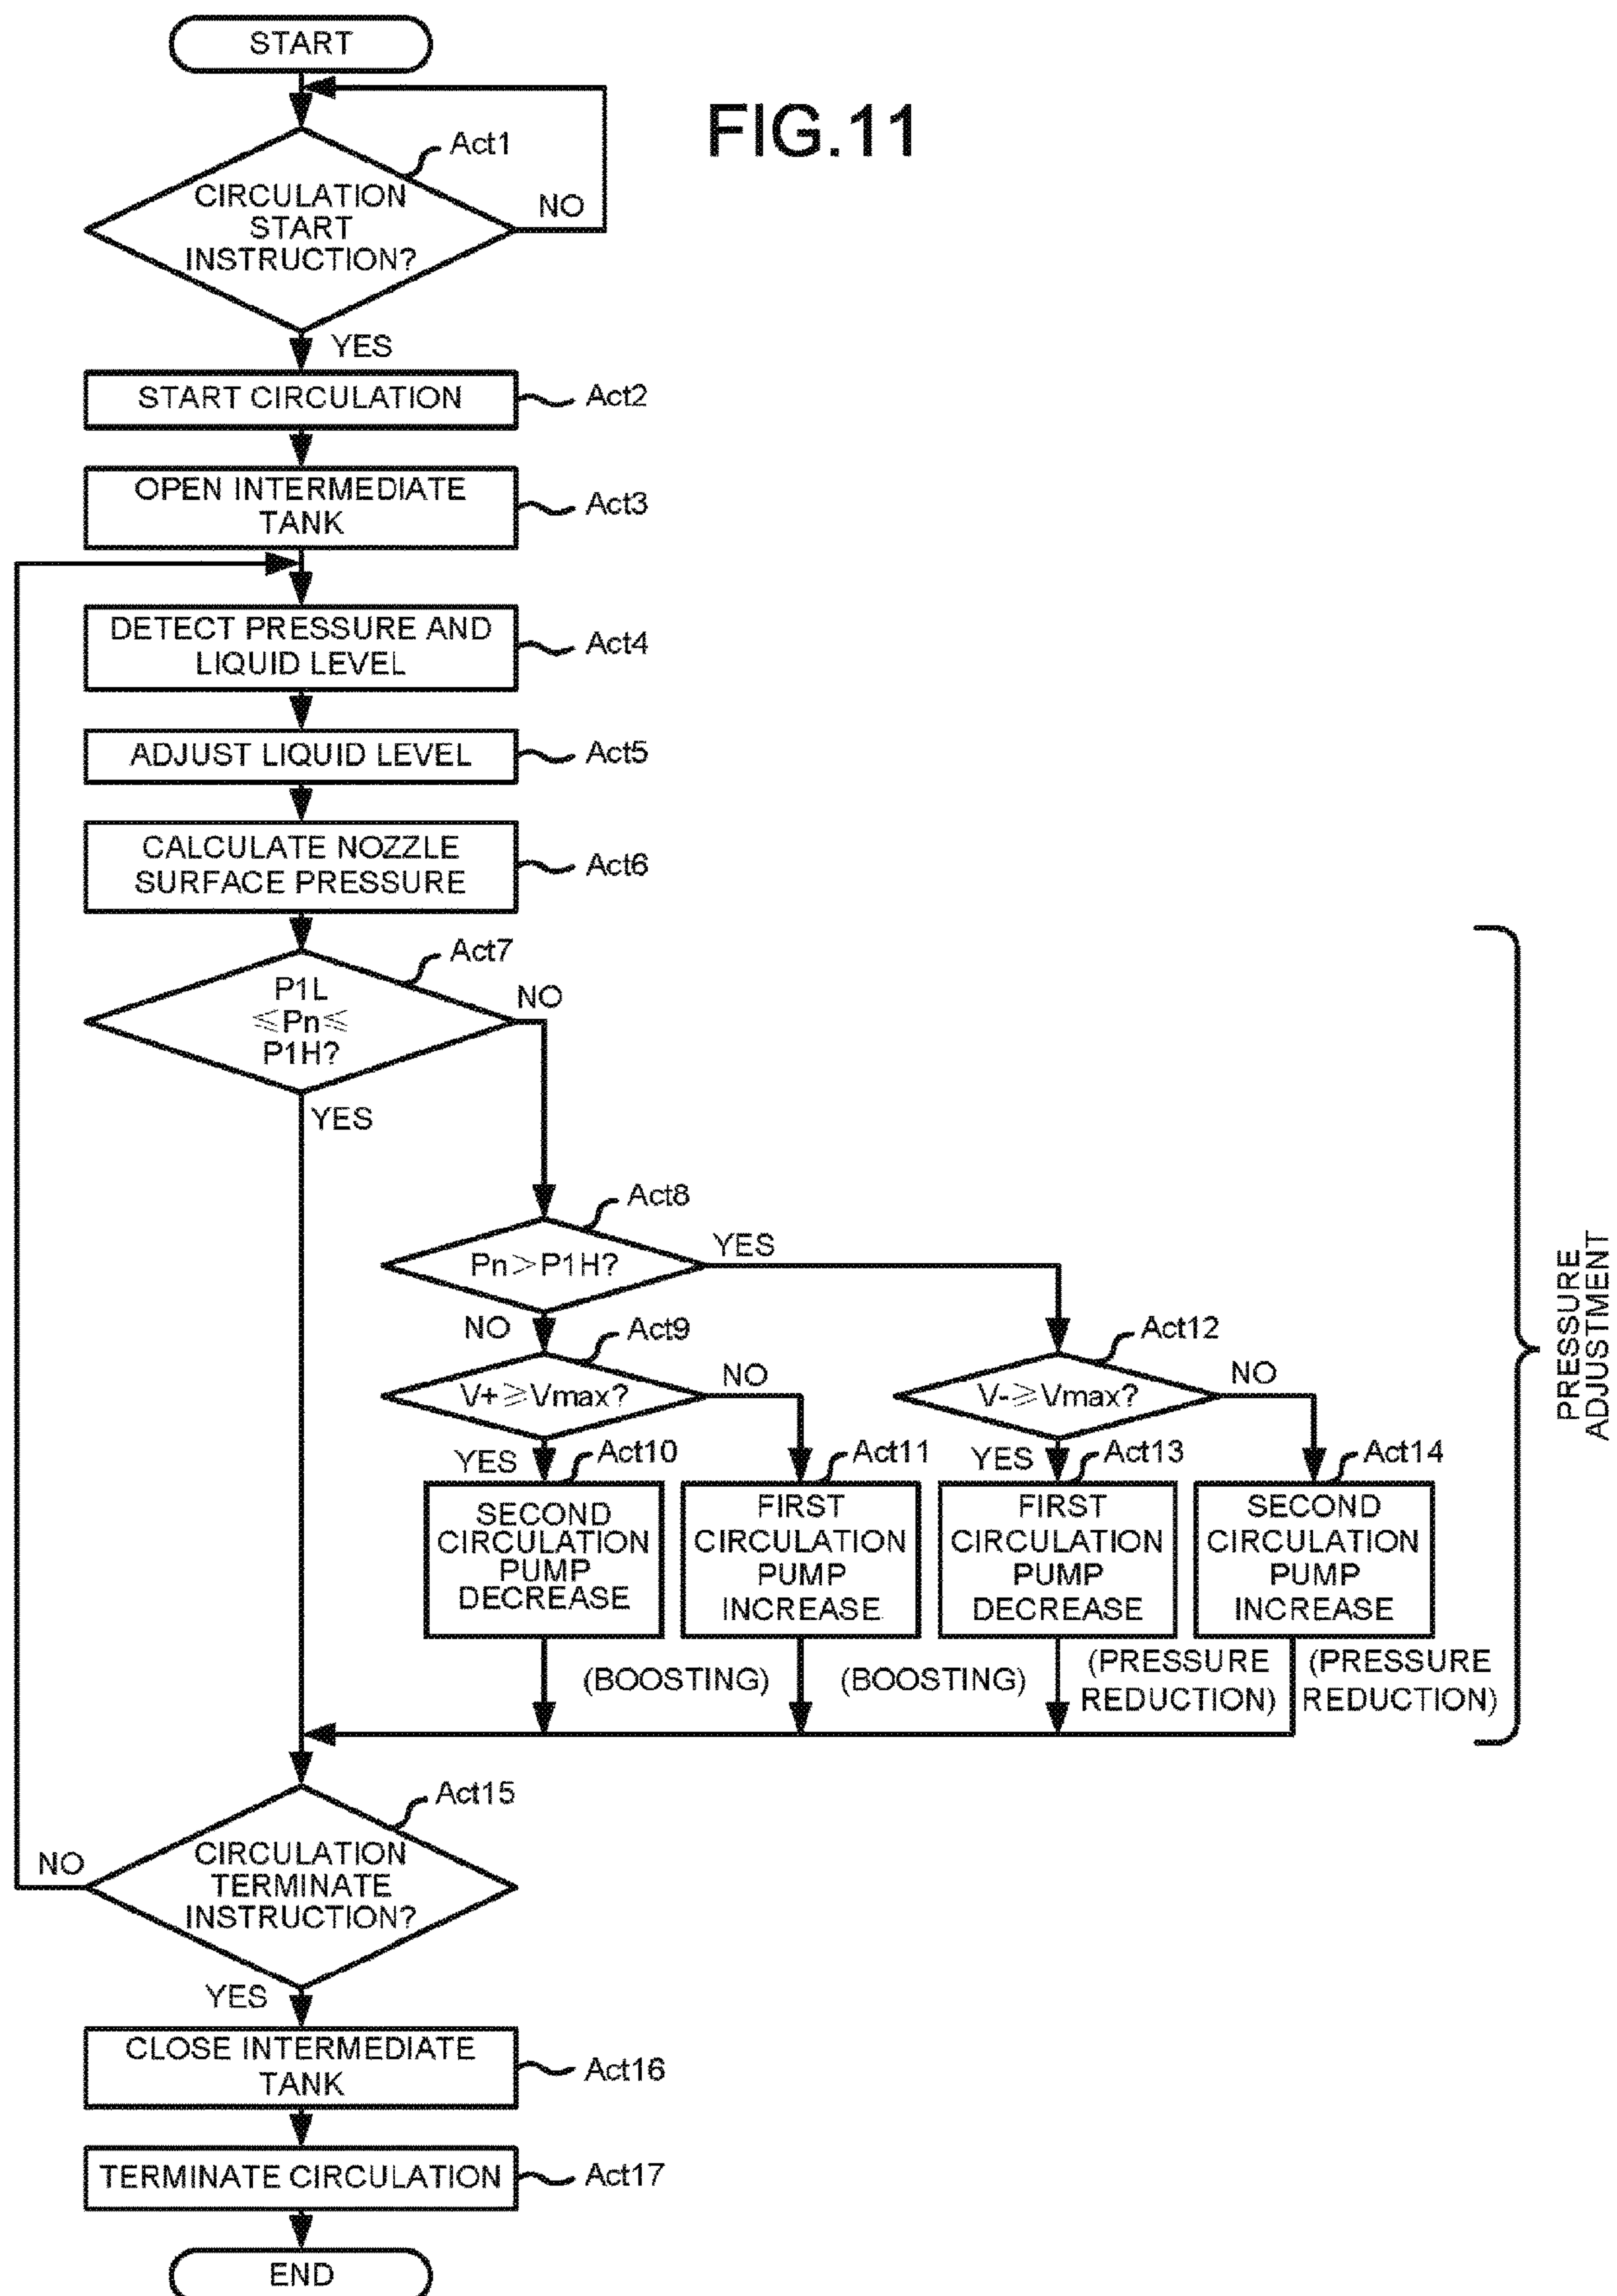 START
FIG.11
Act1
CIRCULATION
START
INSTRUCTION?
NO
YES
START CIRCULATION
Act2
OPEN INTERMEDIATE
TANK
Act3
DETECT PRESSURE AND
LIQUID LEVEL
Act4
ADJUST LIQUID LEVEL
Act5
CALCULATE NOZZLE
SURFACE PRESSURE
Act6
Act7
P1L
≤Pn≤
P1H?
NO
YES
Act8
Pn>P1H?
YES
NO
Act9
V+≥Vmax?
NO
Act12
V-≥Vmax?
NO
YES
Act10
SECOND
CIRCULATION
PUMP
DECREASE
Act11
FIRST
CIRCULATION
PUMP
INCREASE
YES
Act13
FIRST
CIRCULATION
PUMP
DECREASE
Act14
SECOND
CIRCULATION
PUMP
INCREASE
(BOOSTING)
(BOOSTING)
(PRESSURE
REDUCTION)
(PRESSURE
REDUCTION)
PRESSURE
ADJUSTMENT
Act15
CIRCULATION
TERMINATE
INSTRUCTION?
NO
YES
CLOSE INTERMEDIATE
TANK
Act16
TERMINATE CIRCULATION
Act17
END